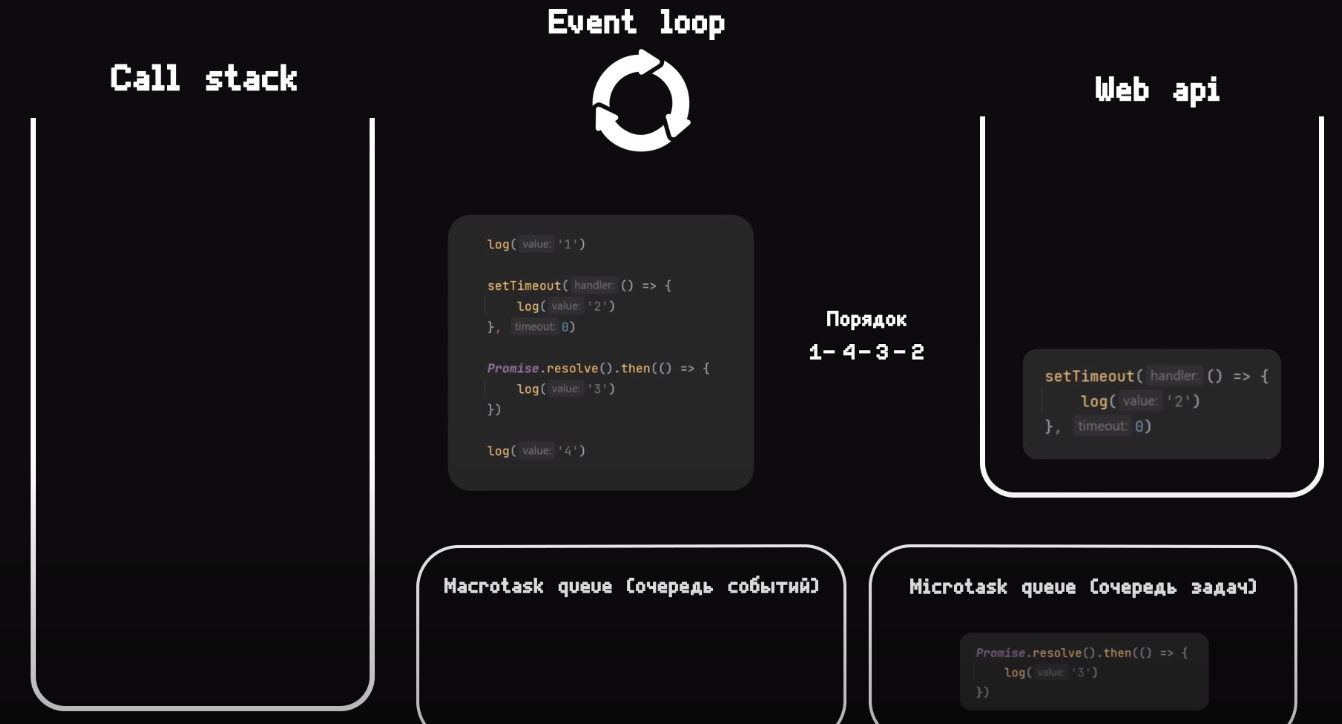 Event loop
Call stack
Web api
log( value: '1')
setTimeout( handler: () => {
log( value: '2')
}, timeout: 0)
Promise.resolve().then(() => {
log( value: '3')
})
log( value: '4')
Порядок
1-4-3-2
setTimeout( handler: () => {
log( value: '2')
}, timeout: 0)
Macrotask queue (очередь событий)
Microtask queue (очередь задач)
Promise.resolve().then(() => {
log( value: '3')
})